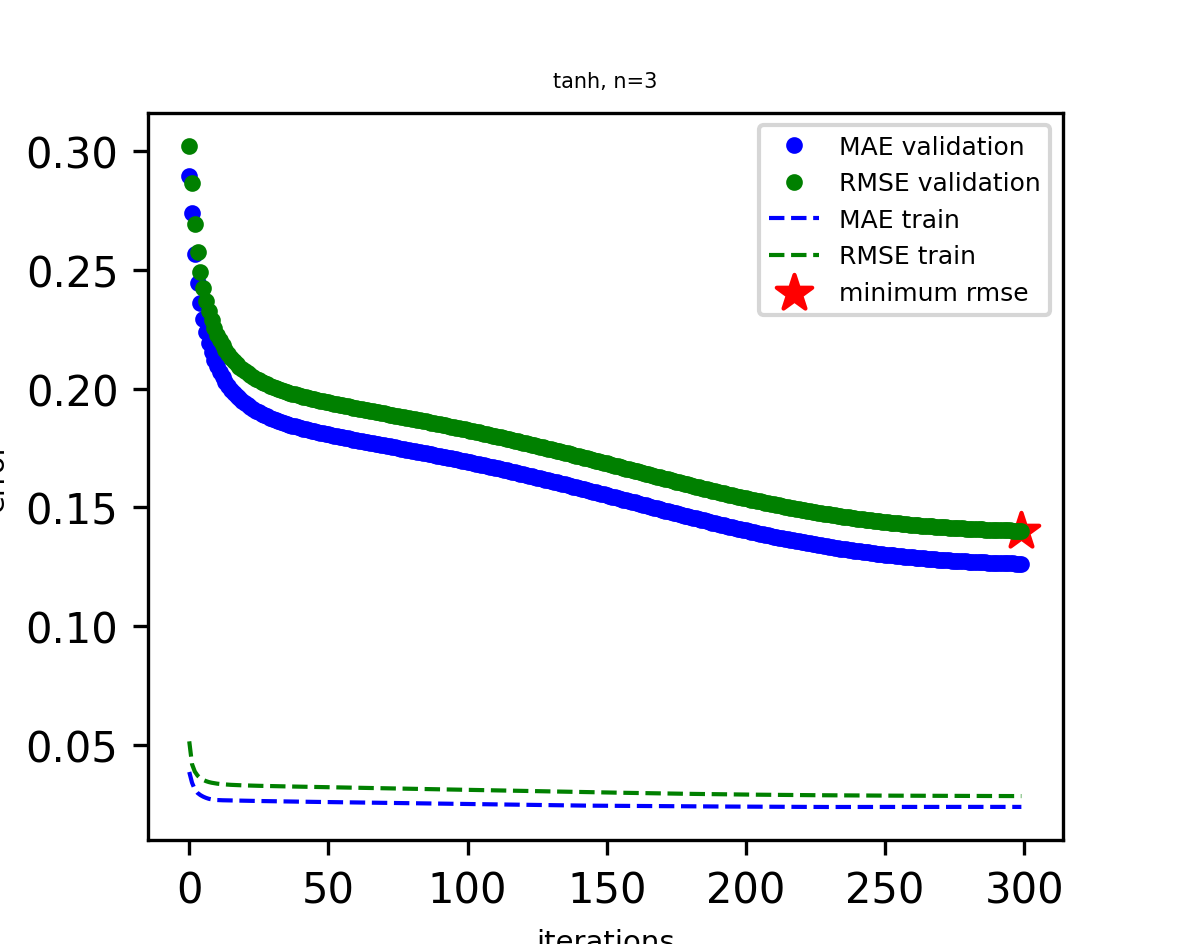 tanh, n=3
0.30
0.25
0.20
0.15
0.10
0.05
MAE validation
RMSE validation
MAE train
RMSE train
minimum rmse
0 50 100 150 200 250 300
iterations